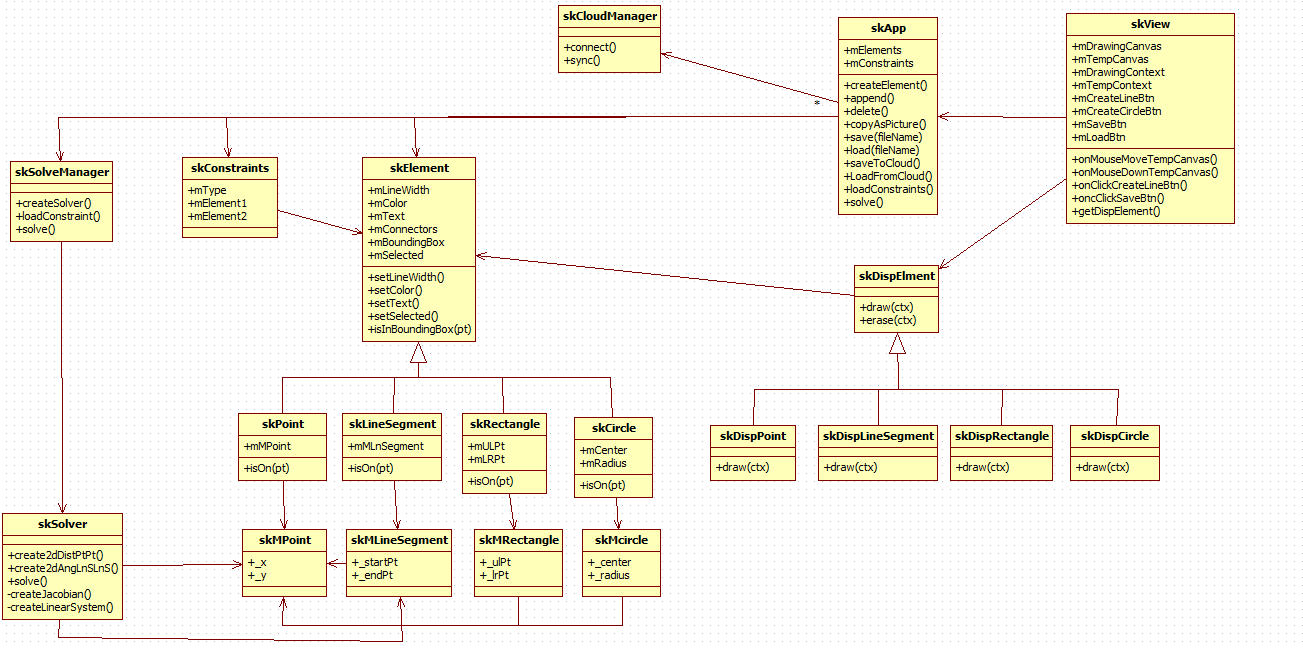 skCloudManager
+connect()
+sync()
skApp
+mElements
+mConstraints
+createElement()
+append()
+delete()
+copyAsPicture()
+save(fileName)
+load(fileName)
+saveToCloud()
+LoadFromCloud()
+loadConstraints()
+solve()
*
skView
+mDrawingCanvas
+mTempCanvas
+mDrawingContext
+mTempContext
+mCreateLineBtn
+mCreateCircleBtn
+mSaveBtn
+mLoadBtn
+onMouseMoveTempCanvas()
+onMouseDownTempCanvas()
+onClickCreateLineBtn()
+oncClickSaveBtn()
+getDispElement()
skSolveManager
+createSolver()
+loadConstraint()
+solve()
skConstraints
+mType
+mElement1
+mElement2
skElement
+mLineWidth
+mColor
+mText
+mConnectors
+mBoundingBox
+mSelected
+setLineWidth()
+setColor()
+setText()
+setSelected()
+isInBoundingBox(pt)
skDispElment
+draw(ctx)
+erase(ctx)
skPoint
+mMPoint
+isOn(pt)
skLineSegment
+mMLnSegment
+isOn(pt)
skRectangle
+mULPt
+mLRPt
+isOn(pt)
skCircle
+mCenter
+mRadius
+isOn(pt)
skDispPoint
+draw(ctx)
skDispLineSegment
+draw(ctx)
skDispRectangle
+draw(ctx)
skDispCircle
+draw(ctx)
skSolver
+create2dDistPtPt()
+create2dAngLnSLnS()
+solve()
-createJacobian()
-createLinearSystem()
skMPoint
+_x
+_y
skMLineSegment
+_startPt
+_endPt
skMRectangle
+_ulPt
+_lrPt
skMcircle
+_center
+_radius